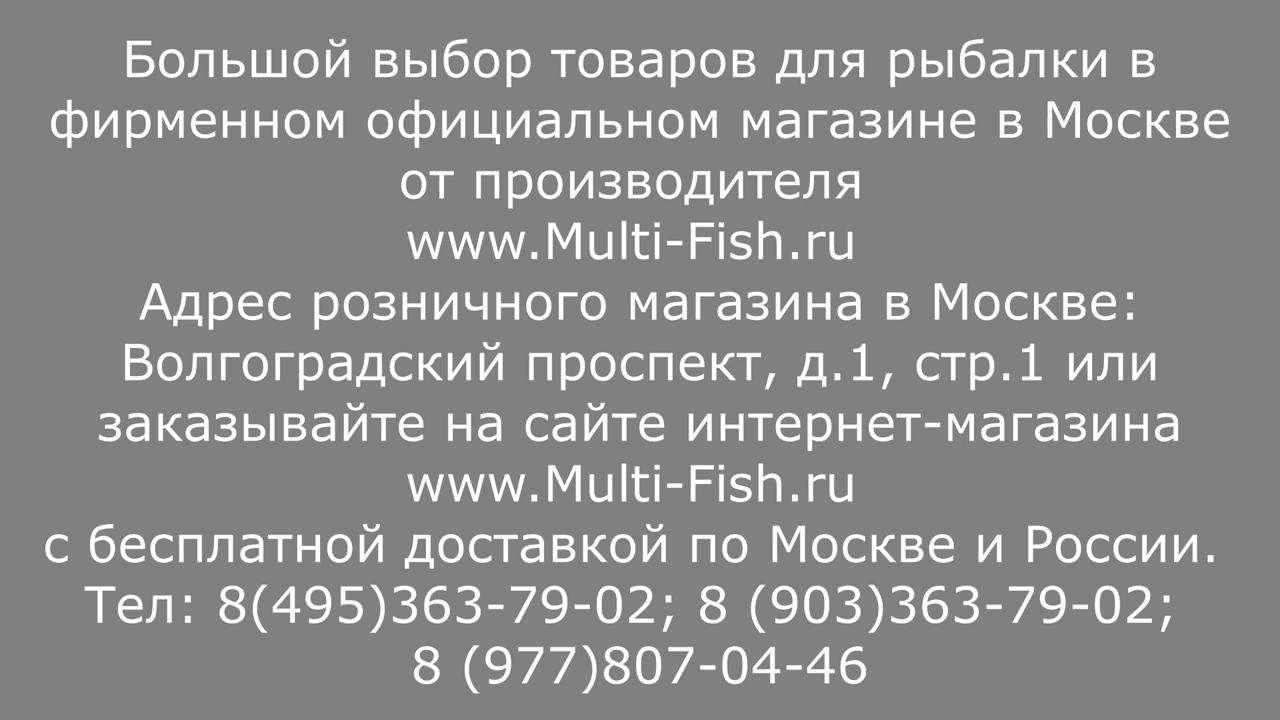 Большой выбор товаров для рыбалки в
фирменном официальном магазине в Москве
от производителя
www.Multi-Fish.ru
Адрес розничного магазина в Москве:
Волгоградский проспект, д.1, стр.1 или
заказывайте на сайте интернет-магазина
www.Multi-Fish.ru
с бесплатной доставкой по Москве и России.
Тел: 8(495)363-79-02; 8 (903)363-79-02;
8 (977)807-04-46